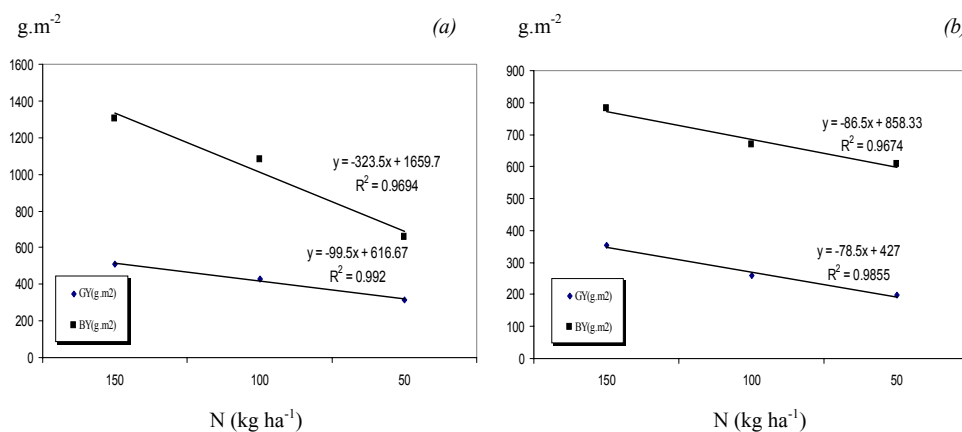 g.m⁻²
(a)
1600
1400
1200
1000
800
600
400
200
0
y = -323.5x + 1659.7
R² = 0.9694
y = -99.5x + 616.67
R² = 0.992
GY(g.m2)
BY(g.m2)
150
100
50
N (kg ha⁻¹)
g.m⁻²
(b)
900
800
700
600
500
400
300
200
100
0
y = -86.5x + 858.33
R² = 0.9674
y = -78.5x + 427
R² = 0.9855
GY(g.m2)
BY(g.m2)
150
100
50
N (kg ha⁻¹)